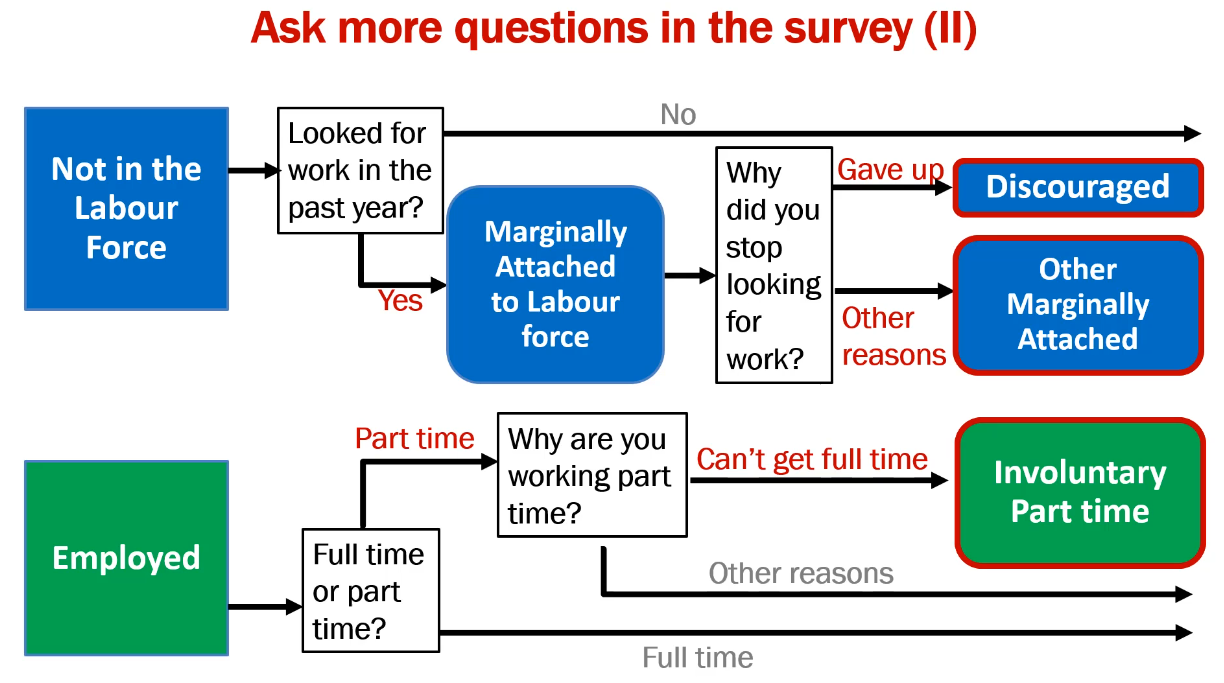 Ask more questions in the survey (II)
No
Not in the
Labour
Force
Looked for
work in the
past year?
Yes
Marginally
Attached
to Labour
force
Why
did you
stop
looking
for
work?
Gave up
Discouraged
Other
reasons
Other
Marginally
Attached
Employed
Full time
or part
time?
Part time
Why are you
working part
time?
Can't get full time
Involuntary
Part time
Other reasons
Full time